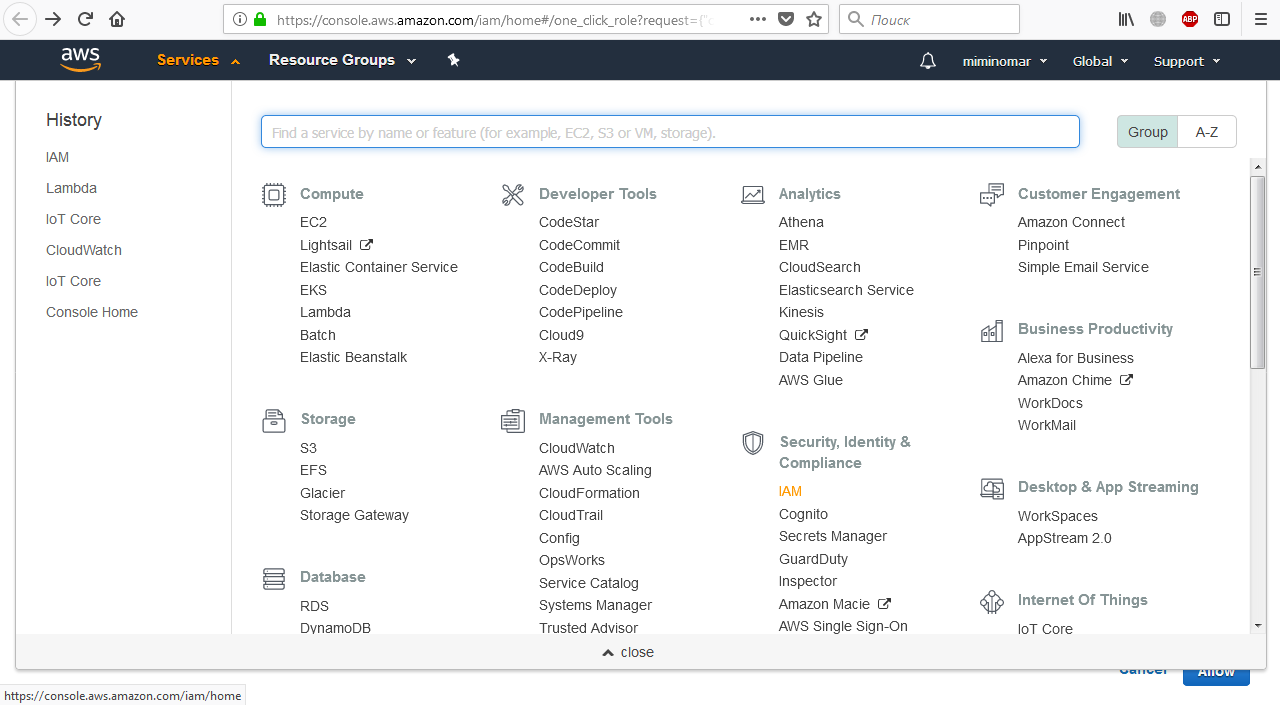 https://console.aws.amazon.com/iam/home#/one_click_role?request={"
Поиск
ABP
aws
Services
Resource Groups
miminomar
Global
Support
History
IAM
Lambda
IoT Core
CloudWatch
IoT Core
Console Home
Find a service by name or feature (for example, EC2, S3 or VM, storage).
Group
A-Z
Compute
EC2
Lightsail
Elastic Container Service
EKS
Lambda
Batch
Elastic Beanstalk
Storage
S3
EFS
Glacier
Storage Gateway
Database
RDS
DynamoDB
Developer Tools
CodeStar
CodeCommit
CodeBuild
CodeDeploy
CodePipeline
Cloud9
X-Ray
Management Tools
CloudWatch
AWS Auto Scaling
CloudFormation
CloudTrail
Config
OpsWorks
Service Catalog
Systems Manager
Trusted Advisor
Analytics
Athena
EMR
CloudSearch
Elasticsearch Service
Kinesis
QuickSight
Data Pipeline
AWS Glue
Security, Identity &
Compliance
IAM
Cognito
Secrets Manager
GuardDuty
Inspector
Amazon Macie
AWS Single Sign-On
Customer Engagement
Amazon Connect
Pinpoint
Simple Email Service
Business Productivity
Alexa for Business
Amazon Chime
WorkDocs
WorkMail
Desktop & App Streaming
WorkSpaces
AppStream 2.0
Internet Of Things
IoT Core
close
Cancel
Allow
https://console.aws.amazon.com/iam/home